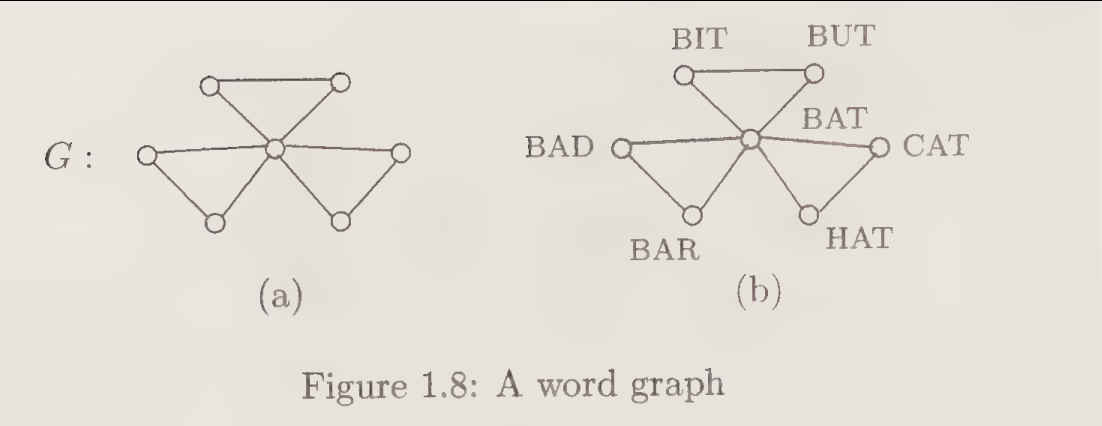 BIT BUT
BAT
G :
BAD
CAT
BAR
HAT
(a)
(b)
Figure 1.8: A word graph